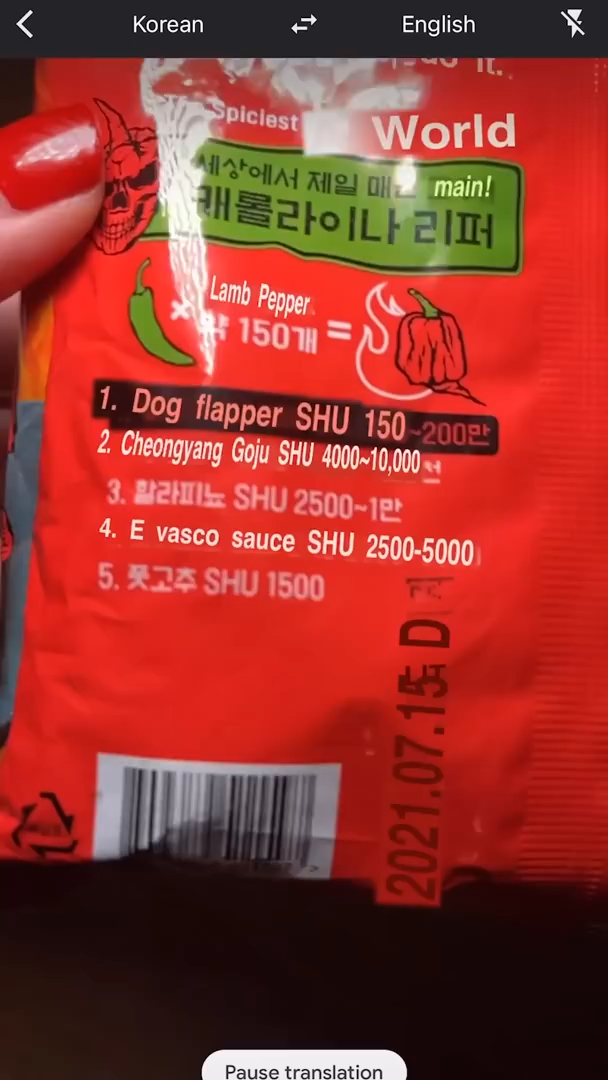 Korean
English
Spiciest
World
세상에서 제일 매운 main!
캐롤라이나 리퍼
Lamb Pepper
× 약 150개 =
1. Dog flapper SHU 150~200만
2. Cheongyang Goju SHU 4000~10,000
3. 할라피뇨 SHU 2500~1만
4. E vasco sauce SHU 2500-5000
5. 풋고추 SHU 1500
2021.07.15
Pause translation